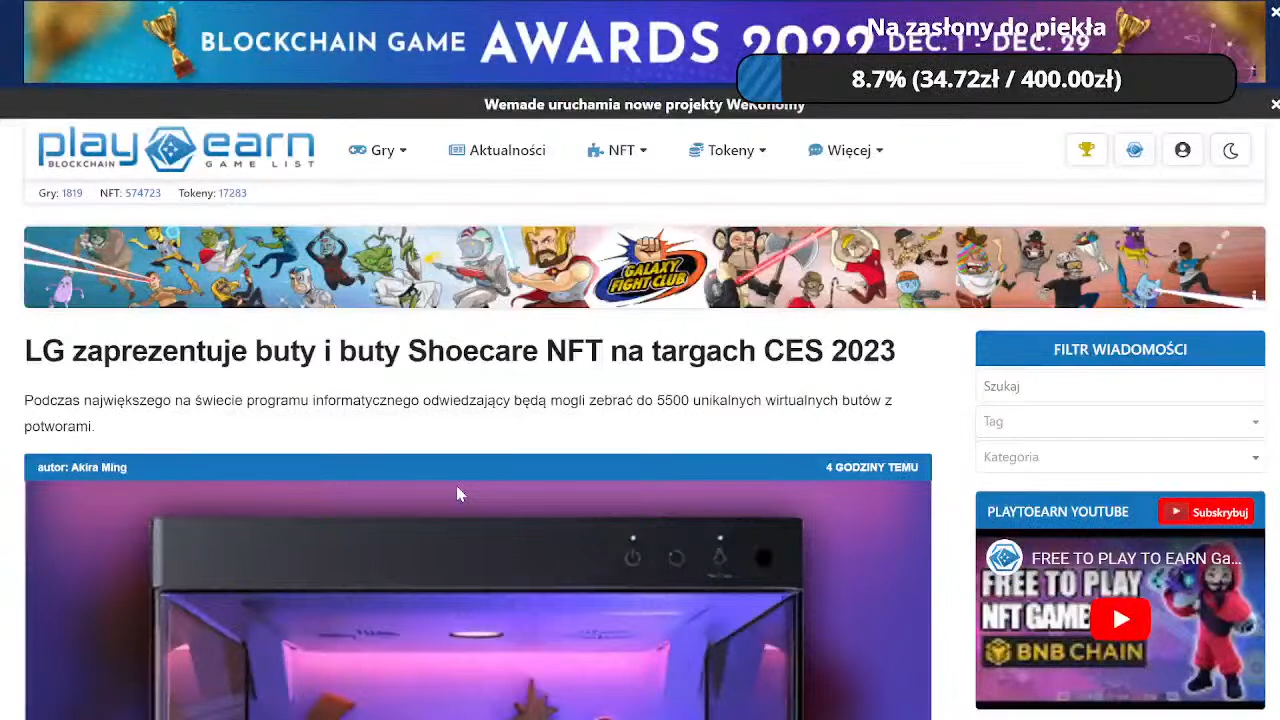 BLOCKCHAIN GAME AWARDS 2022 DEC. 1 - DEC. 29
Na zasłony do piekła
8.7% (34.72zł / 400.00zł)
Wemade uruchamia nowe projekty WeKonomy
play earn
BLOCKCHAIN GAME LIST
Gry
Aktualności
NFT
Tokeny
Więcej
Gry: 1819 NFT: 574723 Tokeny: 17283
GALAXY
FIGHT CLUB
LG zaprezentuje buty i buty Shoecare NFT na targach CES 2023
Podczas największego na świecie programu informatycznego odwiedzający będą mogli zebrać do 5500 unikalnych wirtualnych butów z
potworami.
autor: Akira Ming
4 GODZINY TEMU
FILTR WIADOMOŚCI
Szukaj
Tag
Kategoria
PLAYTOEARN YOUTUBE
Subskrybuj
FREE TO PLAY TO EARN Ga...
FREE TO PLAY
NFT GAME
BNB CHAIN